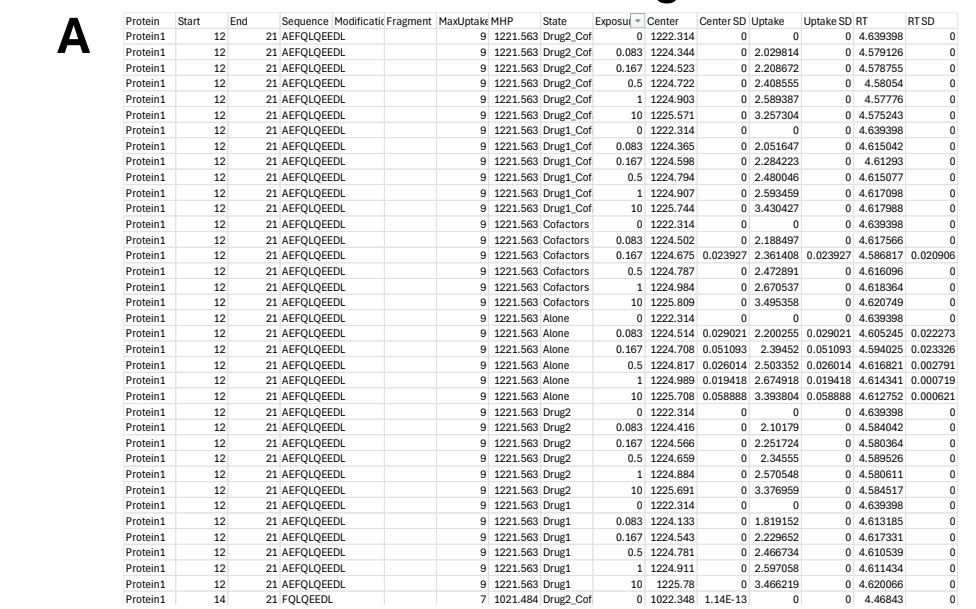 A
Protein Start End Sequence Modificatic Fragment MaxUptake MHP State Exposur Center Center SD Uptake Uptake SD RT RT SD
Protein1 12 21 AEFQLQEEDL 9 1221.563 Drug2_Cof 0 1222.314 0 0 0 4.639398 0
Protein1 12 21 AEFQLQEEDL 9 1221.563 Drug2_Cof 0.083 1224.344 0 2.029814 0 4.579126 0
Protein1 12 21 AEFQLQEEDL 9 1221.563 Drug2_Cof 0.167 1224.523 0 2.208672 0 4.578755 0
Protein1 12 21 AEFQLQEEDL 9 1221.563 Drug2_Cof 0.5 1224.722 0 2.408555 0 4.58054 0
Protein1 12 21 AEFQLQEEDL 9 1221.563 Drug2_Cof 1 1224.903 0 2.589387 0 4.57776 0
Protein1 12 21 AEFQLQEEDL 9 1221.563 Drug2_Cof 10 1225.571 0 3.257304 0 4.575243 0
Protein1 12 21 AEFQLQEEDL 9 1221.563 Drug1_Cof 0 1222.314 0 0 0 4.639398 0
Protein1 12 21 AEFQLQEEDL 9 1221.563 Drug1_Cof 0.083 1224.365 0 2.051647 0 4.615042 0
Protein1 12 21 AEFQLQEEDL 9 1221.563 Drug1_Cof 0.167 1224.598 0 2.284223 0 4.61293 0
Protein1 12 21 AEFQLQEEDL 9 1221.563 Drug1_Cof 0.5 1224.794 0 2.480046 0 4.615077 0
Protein1 12 21 AEFQLQEEDL 9 1221.563 Drug1_Cof 1 1224.907 0 2.593459 0 4.617098 0
Protein1 12 21 AEFQLQEEDL 9 1221.563 Drug1_Cof 10 1225.744 0 3.430427 0 4.617988 0
Protein1 12 21 AEFQLQEEDL 9 1221.563 Cofactors 0 1222.314 0 0 0 4.639398 0
Protein1 12 21 AEFQLQEEDL 9 1221.563 Cofactors 0.083 1224.502 0 2.188497 0 4.617566 0
Protein1 12 21 AEFQLQEEDL 9 1221.563 Cofactors 0.167 1224.675 0.023927 2.361408 0.023927 4.586817 0.020906
Protein1 12 21 AEFQLQEEDL 9 1221.563 Cofactors 0.5 1224.787 0 2.472891 0 4.616096 0
Protein1 12 21 AEFQLQEEDL 9 1221.563 Cofactors 1 1224.984 0 2.670537 0 4.618364 0
Protein1 12 21 AEFQLQEEDL 9 1221.563 Cofactors 10 1225.809 0 3.495358 0 4.620749 0
Protein1 12 21 AEFQLQEEDL 9 1221.563 Alone 0 1222.314 0 0 0 4.639398 0
Protein1 12 21 AEFQLQEEDL 9 1221.563 Alone 0.083 1224.514 0.029021 2.200255 0.029021 4.605245 0.022273
Protein1 12 21 AEFQLQEEDL 9 1221.563 Alone 0.167 1224.708 0.051093 2.39452 0.051093 4.594025 0.023326
Protein1 12 21 AEFQLQEEDL 9 1221.563 Alone 0.5 1224.817 0.026014 2.503352 0.026014 4.616821 0.002791
Protein1 12 21 AEFQLQEEDL 9 1221.563 Alone 1 1224.989 0.019418 2.674918 0.019418 4.614341 0.000719
Protein1 12 21 AEFQLQEEDL 9 1221.563 Alone 10 1225.708 0.058888 3.393804 0.058888 4.612752 0.000621
Protein1 12 21 AEFQLQEEDL 9 1221.563 Drug2 0 1222.314 0 0 0 4.639398 0
Protein1 12 21 AEFQLQEEDL 9 1221.563 Drug2 0.083 1224.416 0 2.10179 0 4.584042 0
Protein1 12 21 AEFQLQEEDL 9 1221.563 Drug2 0.167 1224.566 0 2.251724 0 4.580364 0
Protein1 12 21 AEFQLQEEDL 9 1221.563 Drug2 0.5 1224.659 0 2.34555 0 4.589526 0
Protein1 12 21 AEFQLQEEDL 9 1221.563 Drug2 1 1224.884 0 2.570548 0 4.580611 0
Protein1 12 21 AEFQLQEEDL 9 1221.563 Drug2 10 1225.691 0 3.376959 0 4.584517 0
Protein1 12 21 AEFQLQEEDL 9 1221.563 Drug1 0 1222.314 0 0 0 4.639398 0
Protein1 12 21 AEFQLQEEDL 9 1221.563 Drug1 0.083 1224.133 0 1.819152 0 4.613185 0
Protein1 12 21 AEFQLQEEDL 9 1221.563 Drug1 0.167 1224.543 0 2.229652 0 4.617331 0
Protein1 12 21 AEFQLQEEDL 9 1221.563 Drug1 0.5 1224.781 0 2.466734 0 4.610539 0
Protein1 12 21 AEFQLQEEDL 9 1221.563 Drug1 1 1224.911 0 2.597058 0 4.611434 0
Protein1 12 21 AEFQLQEEDL 9 1221.563 Drug1 10 1225.78 0 3.466219 0 4.620066 0
Protein1 14 21 FQLQEEDL 7 1021.484 Drug2_Cof 0 1022.348 1.14E-13 0 0 4.46843 0